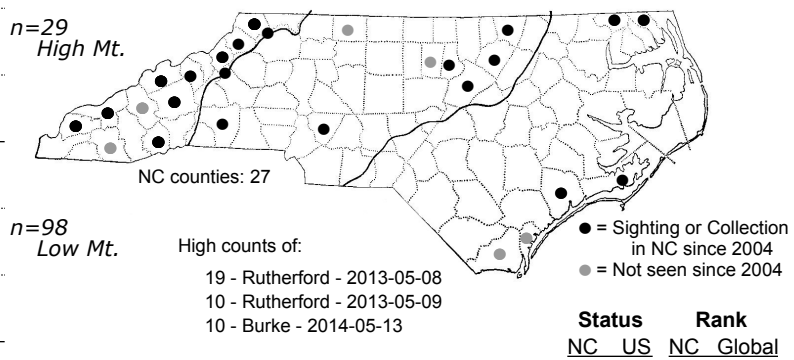 n=29
High Mt.
NC counties: 27
n=98
Low Mt.
High counts of:
19 - Rutherford - 2013-05-08
10 - Rutherford - 2013-05-09
10 - Burke - 2014-05-13
= Sighting or Collection
in NC since 2004
= Not seen since 2004
Status Rank
NC US NC Global